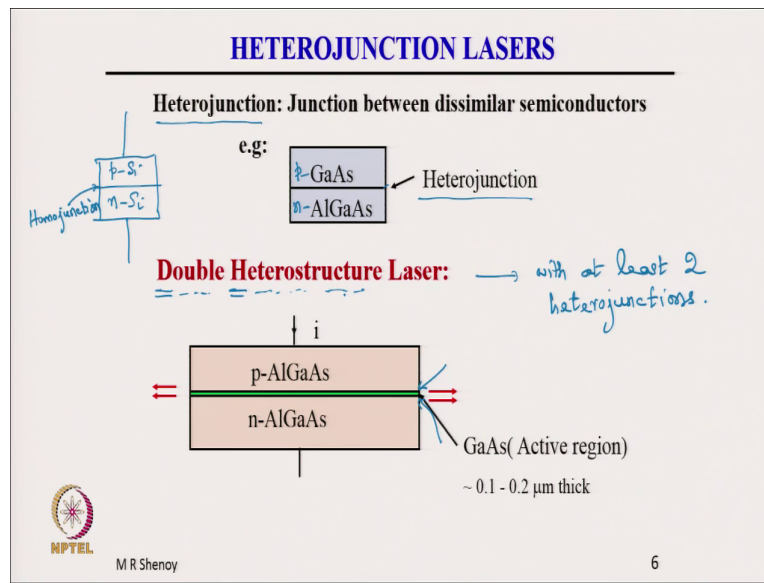 HETEROJUNCTION LASERS
Heterojunction: Junction between dissimilar semiconductors
e.g:
p-Si
n-Si
Homojunction
p-GaAs
n-AlGaAs
Heterojunction
Double Heterostructure Laser: → with at least 2
heterojunctions.
i
p-AlGaAs
n-AlGaAs
GaAs( Active region)
~ 0.1 - 0.2 μm thick
NPTEL
M R Shenoy
6